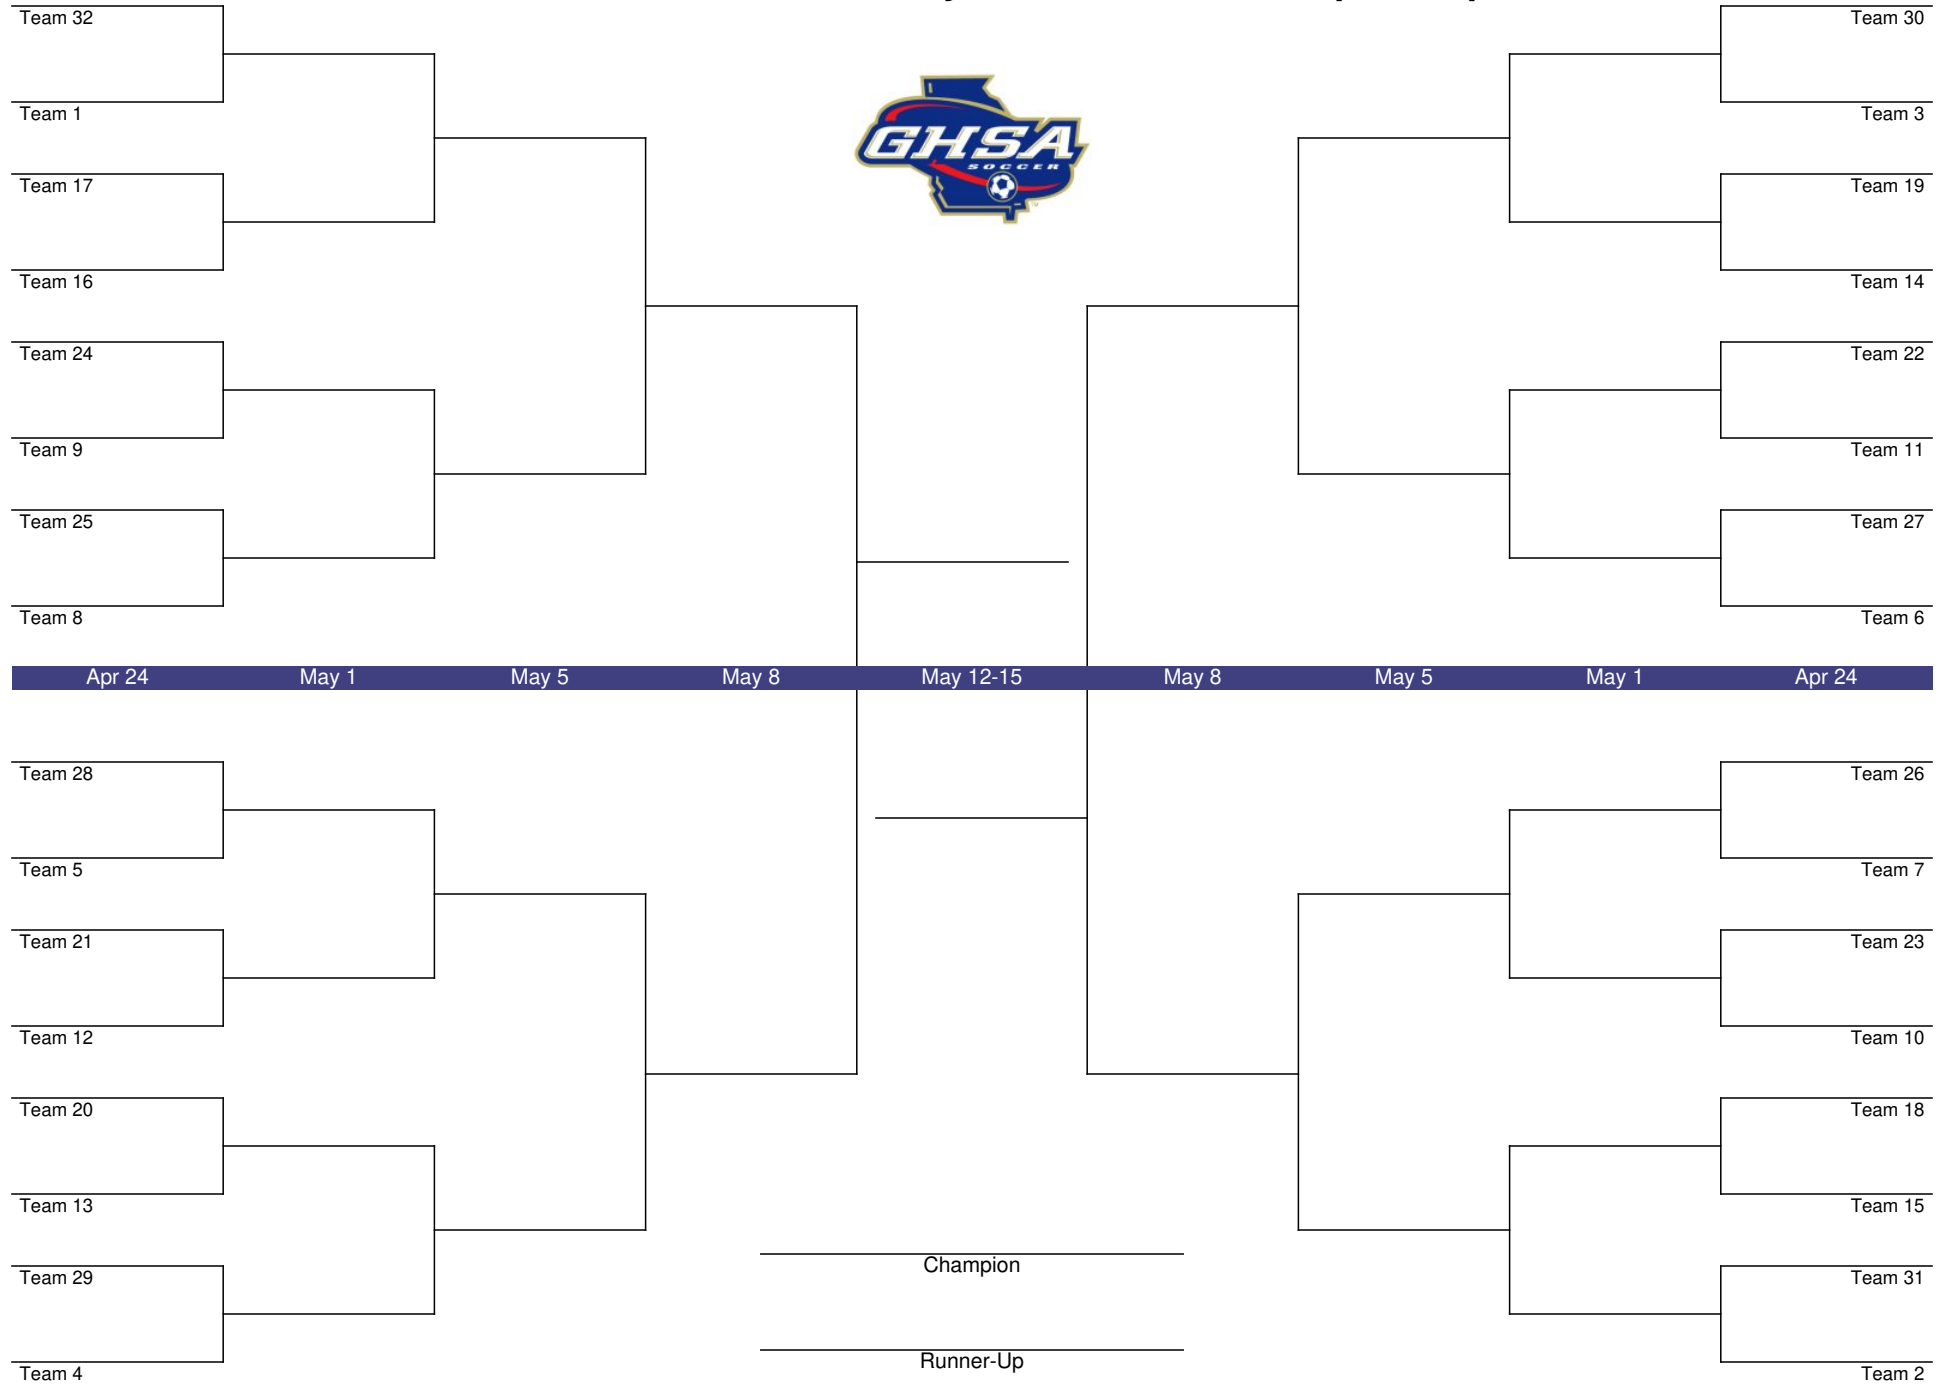 Team 32
Team 30
Team 1
Team 3
Team 17
Team 19
Team 16
Team 14
Team 24
Team 22
Team 9
Team 11
Team 25
Team 27
Team 8
Team 6
GHSA
SOCCER
TM
Apr 24 May 1 May 5 May 8 May 12-15 May 8 May 5 May 1 Apr 24
Team 28
Team 26
Team 5
Team 7
Team 21
Team 23
Team 12
Team 10
Team 20
Team 18
Team 13
Team 15
Team 29
Team 31
Team 4
Team 2
Champion
Runner-Up